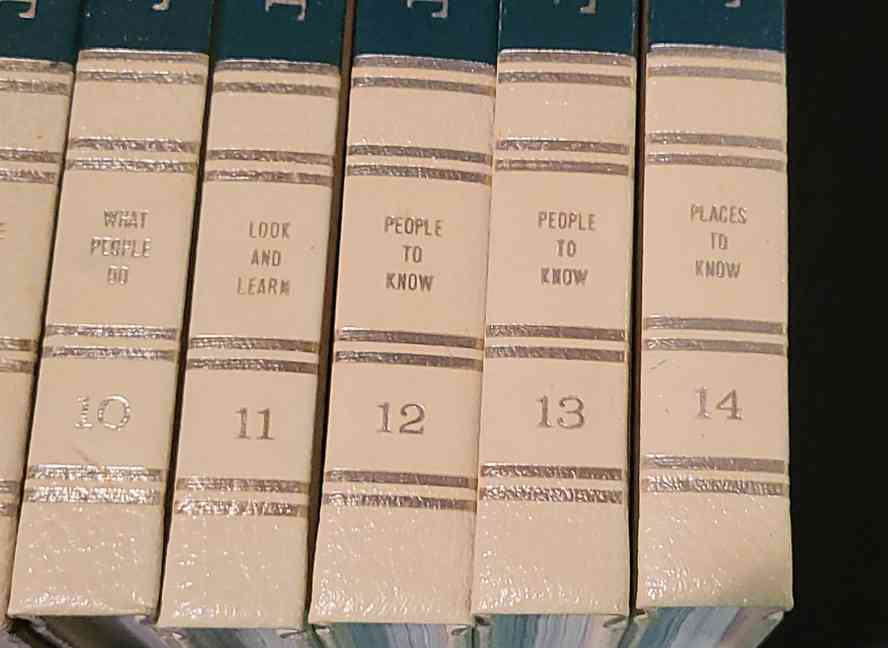 WHAT
PEOPLE
DO
10
LOOK
AND
LEARN
11
PEOPLE
TO
KNOW
12
PEOPLE
TO
KNOW
13
PLACES
TO
KNOW
14